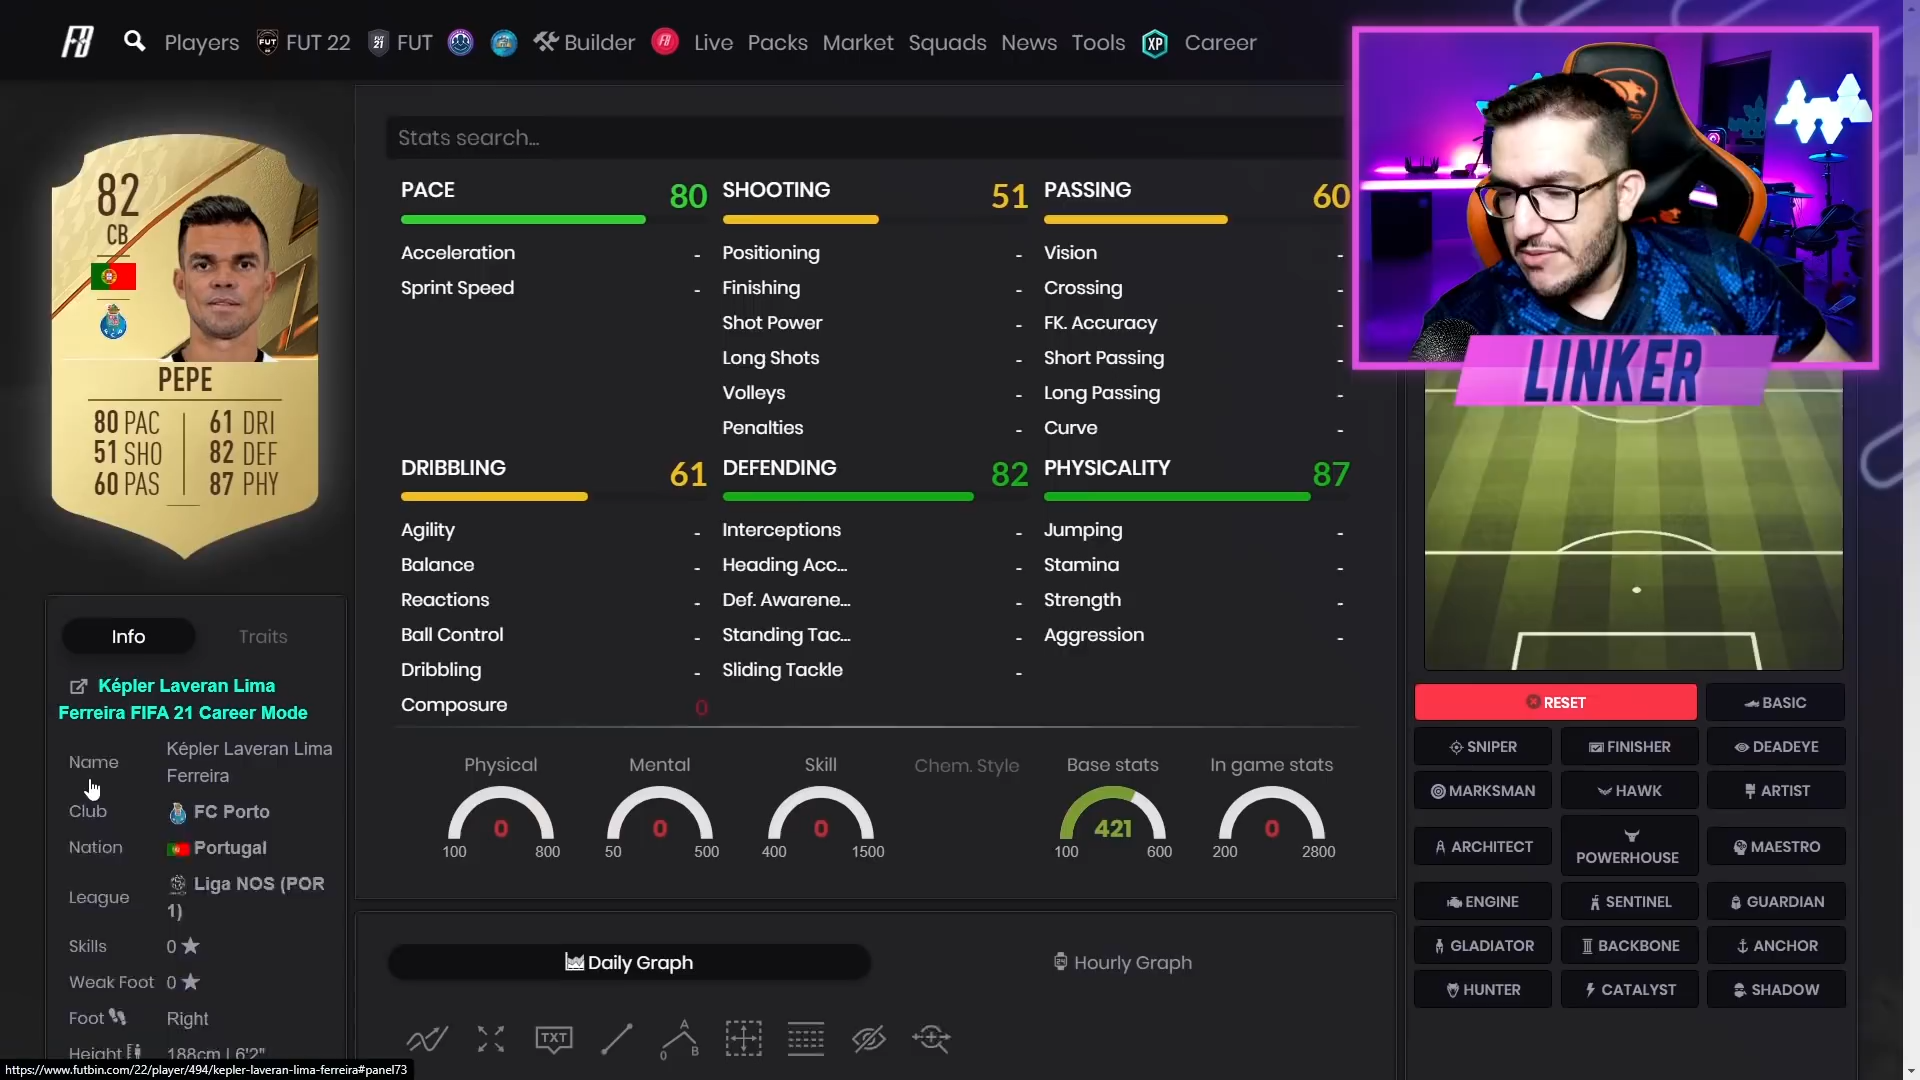 Players FUT 22 FUT Builder Live Packs Market Squads News Tools XP Career
Stats search...
82
CB
PEPE
80 PAC 61 DRI
51 SHO 82 DEF
60 PAS 87 PHY
PACE 80 SHOOTING 51 PASSING 60
Acceleration - Positioning - Vision -
Sprint Speed - Finishing - Crossing -
Shot Power - FK. Accuracy -
Long Shots - Short Passing -
Volleys - Long Passing -
Penalties - Curve -
DRIBBLING 61 DEFENDING 82 PHYSICALITY 87
Agility - Interceptions - Jumping -
Balance - Heading Acc... - Stamina -
Reactions - Def. Awarene... - Strength -
Ball Control - Standing Tac... - Aggression -
Dribbling - Sliding Tackle -
Composure 0
Physical Mental Skill Chem. Style Base stats In game stats
0 0 0 421 0
100 800 50 500 400 1500 100 600 200 2800
Daily Graph Hourly Graph
TXT
A
0 B
Info Traits
Képler Laveran Lima
Ferreira FIFA 21 Career Mode
Name Képler Laveran Lima
Ferreira
Club FC Porto
Nation Portugal
League Liga NOS (POR
1)
Skills 0
Weak Foot 0
Foot Right
Height 188cm | 6'2"
https://www.futbin.com/22/player/494/kepler-laveran-lima-ferreira#panel73
LINKER
RESET BASIC
SNIPER FINISHER DEADEYE
MARKSMAN HAWK ARTIST
ARCHITECT POWERHOUSE MAESTRO
ENGINE SENTINEL GUARDIAN
GLADIATOR BACKBONE ANCHOR
HUNTER CATALYST SHADOW